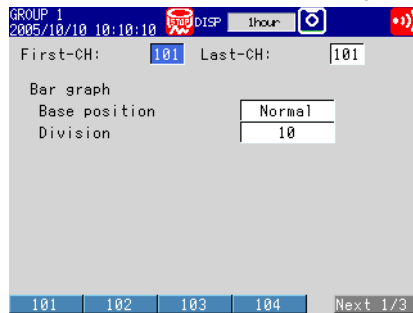 GROUP 1
2005/10/10 10:10:10 STOP DISP 1hour
First-CH: 101 Last-CH: 101
Bar graph
Base position Normal
Division 10
101 102 103 104 Next 1/3